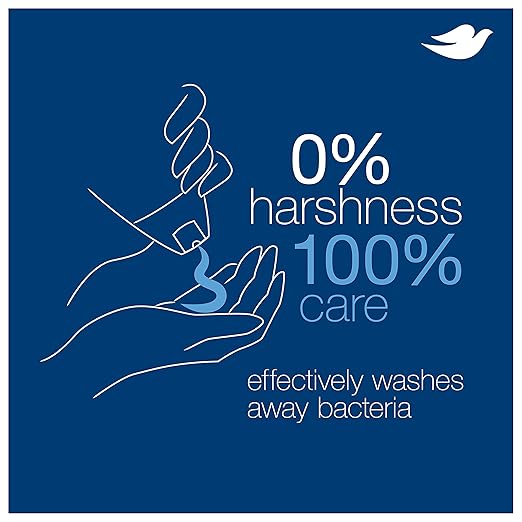 0%
harshness
100%
care
effectively washes
away bacteria